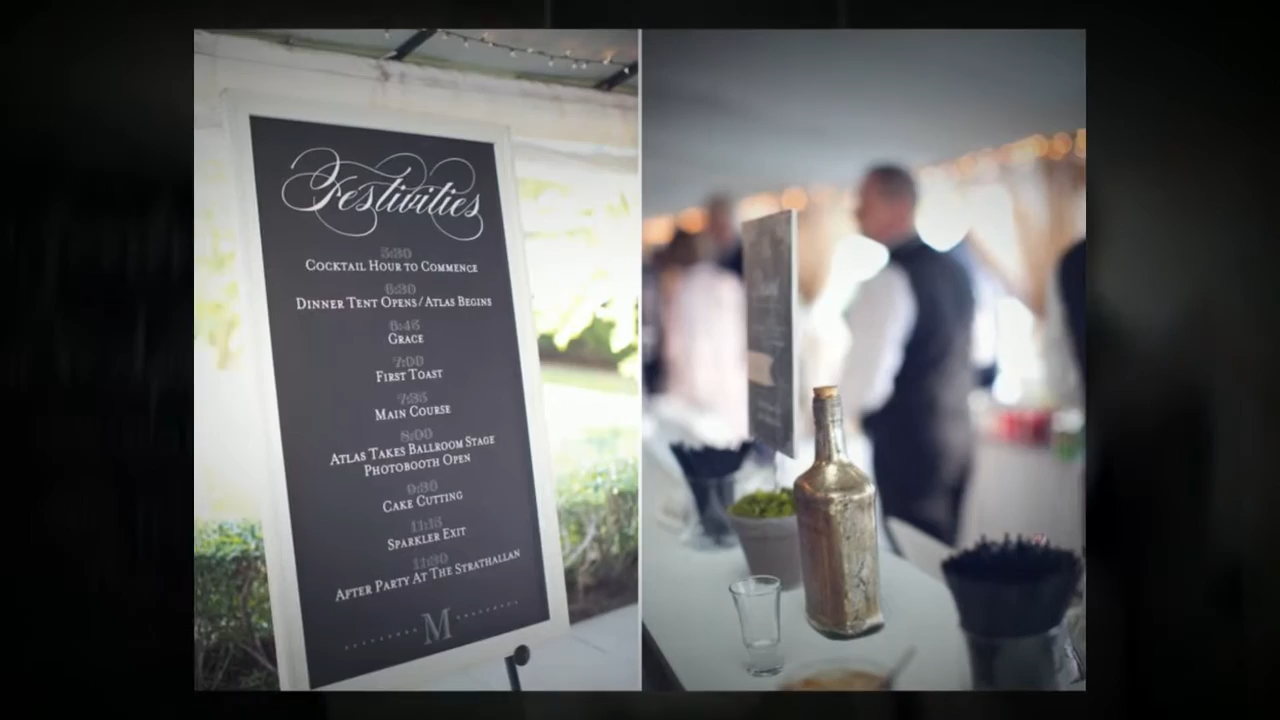 Festivities
5:30
COCKTAIL HOUR TO COMMENCE
6:30
DINNER TENT OPENS / ATLAS BEGINS
6:45
GRACE
7:00
FIRST TOAST
7:35
MAIN COURSE
8:00
ATLAS TAKES BALLROOM STAGE
PHOTOBOOTH OPEN
9:30
CAKE CUTTING
11:15
SPARKLER EXIT
11:30
AFTER PARTY AT THE STRATHALLAN
M